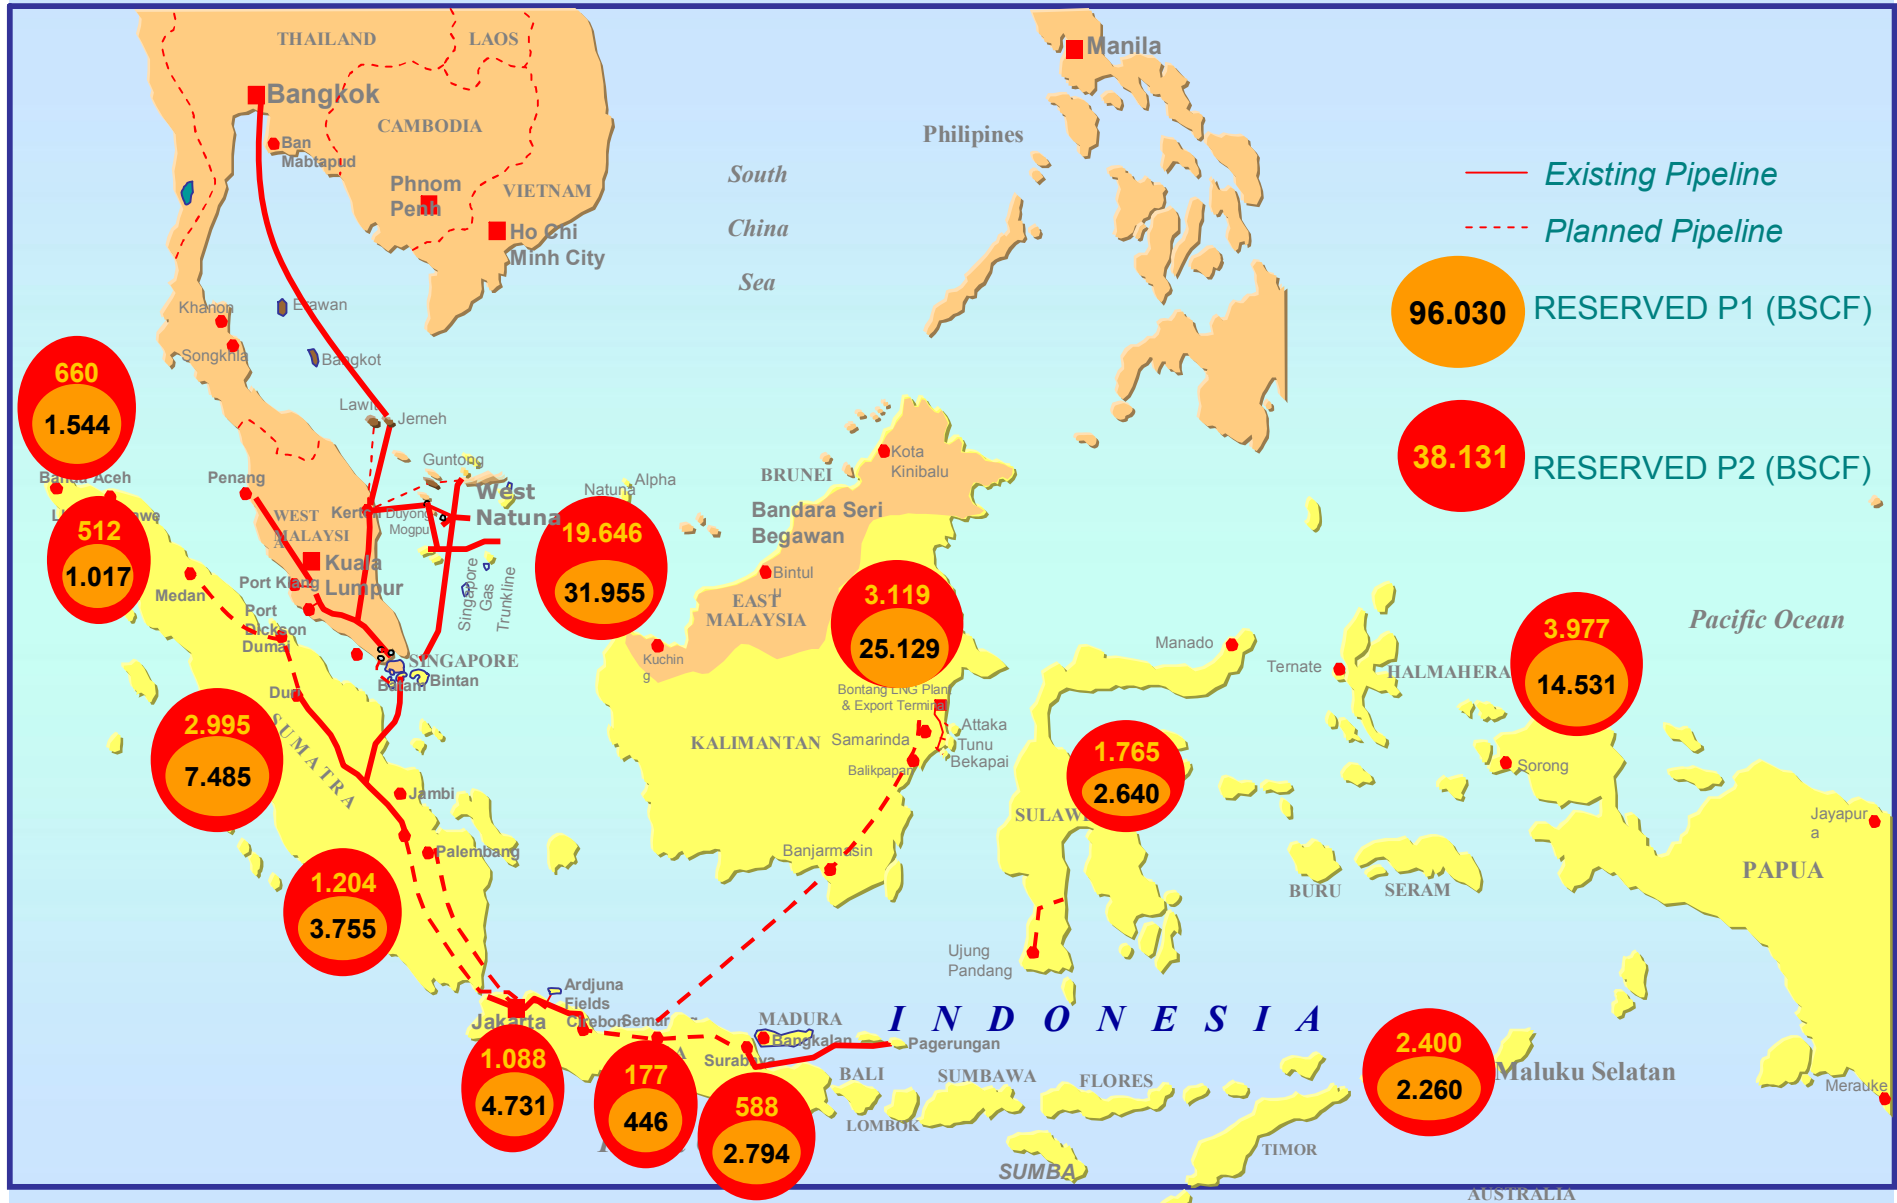 THAILAND
LAOS
Manila
Bangkok
CAMBODIA
Philipines
Ban
Mabtapud
South
China
Sea
Existing Pipeline
Planned Pipeline
Phnom
Penh
VIETNAM
Ho Chi
Minh City
96.030
RESERVED P1 (BSCF)
38.131
RESERVED P2 (BSCF)
Khanon
Erawan
Songkhla
Bangkot
660
1.544
Lawit
Jerneh
Guntong
Kota
Kinibalu
BRUNEI
Banda Aceh
Penang
West
Natuna
Natuna
Alpha
Bandara Seri
Begawan
WEST
MALAYSI
A
Duyong
Mogpu
512
1.017
Kuala
Lumpur
19.646
31.955
Bintul
u
Medan
Port Klang
Port
Dickson
Dumai
Singapore
Gas
Trunkline
EAST
MALAYSIA
3.119
25.129
Pacific Ocean
Manado
Ternate
HALMAHERA
3.977
14.531
Kuchin
g
SINGAPORE
Batam
Bintan
Duri
Bontang LNG Plant
& Export Terminal
SUMATRA
2.995
7.485
KALIMANTAN
Samarinda
Attaka
Tunu
Bekapai
Balikpapan
1.765
2.640
Sorong
Jambi
SULAW
Jayapur
a
Palembang
Banjarmasin
BURU
SERAM
PAPUA
1.204
3.755
Ujung
Pandang
Ardjuna
Fields
Jakarta
Cirebon
Semar
MADURA
Bangkalan
INDONESIA
Surabaya
Pagerungan
1.088
4.731
177
446
588
2.794
BALI
SUMBAWA
FLORES
2.400
2.260
Maluku Selatan
Merauke
LOMBOK
SUMBA
TIMOR
AUSTRALIA